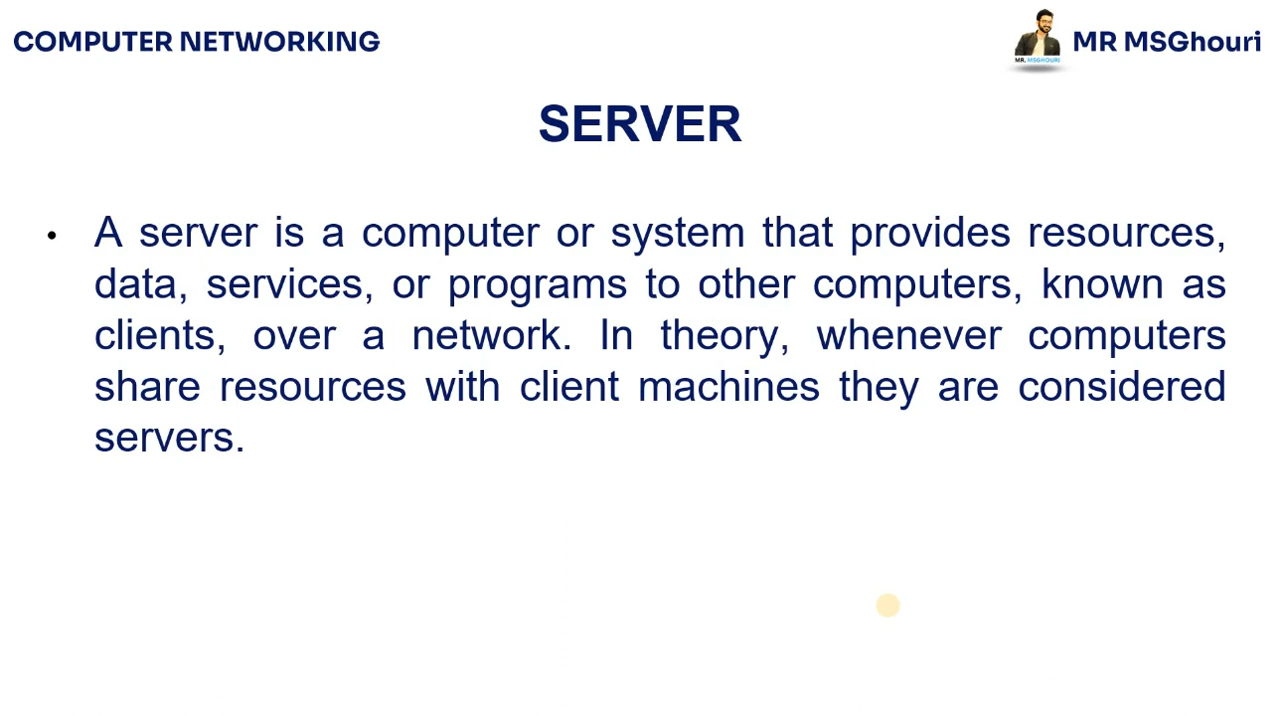 COMPUTER NETWORKING
MR. MSGHOURI
MR MSGhouri
SERVER
• A server is a computer or system that provides resources,
data, services, or programs to other computers, known as
clients, over a network. In theory, whenever computers
share resources with client machines they are considered
servers.